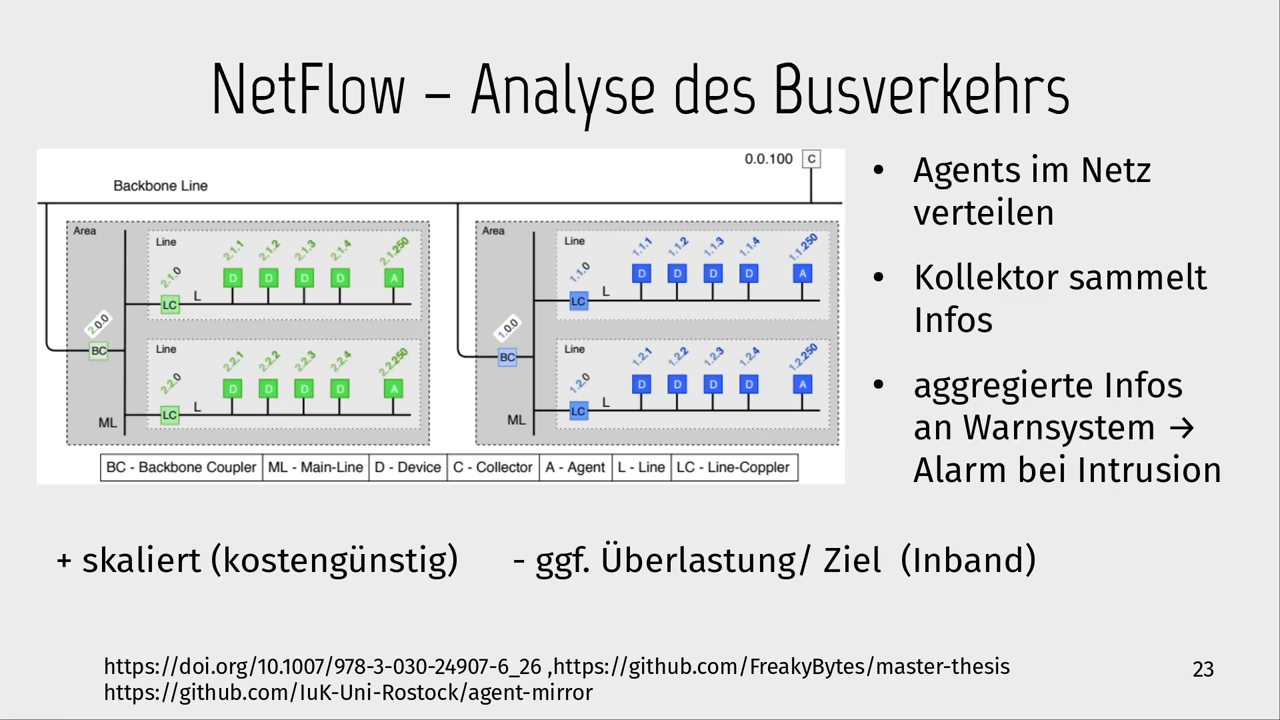 NetFlow – Analyse des Busverkehrs
0.0.100 C
Backbone Line
Area
Line
2.1.1 2.1.2 2.1.3 2.1.4 2.1.250
D D D D A
2.1.0
L
LC
2.0.0
BC
Line
2.2.1 2.2.2 2.2.3 2.2.4 2.2.250
D D D D A
2.2.0
L
LC
ML
Area
Line
1.1.1 1.1.2 1.1.3 1.1.4 1.1.250
D D D D A
1.1.0
L
LC
1.0.0
BC
Line
1.2.1 1.2.2 1.2.3 1.2.4 1.2.250
D D D D A
1.2.0
L
LC
ML
BC - Backbone Coupler ML - Main-Line D - Device C - Collector A - Agent L - Line LC - Line-Coppler
• Agents im Netz
verteilen
• Kollektor sammelt
Infos
• aggregierte Infos
an Warnsystem →
Alarm bei Intrusion
+ skaliert (kostengünstig) - ggf. Überlastung/ Ziel (Inband)
https://doi.org/10.1007/978-3-030-24907-6_26 ,https://github.com/FreakyBytes/master-thesis
https://github.com/IuK-Uni-Rostock/agent-mirror
23